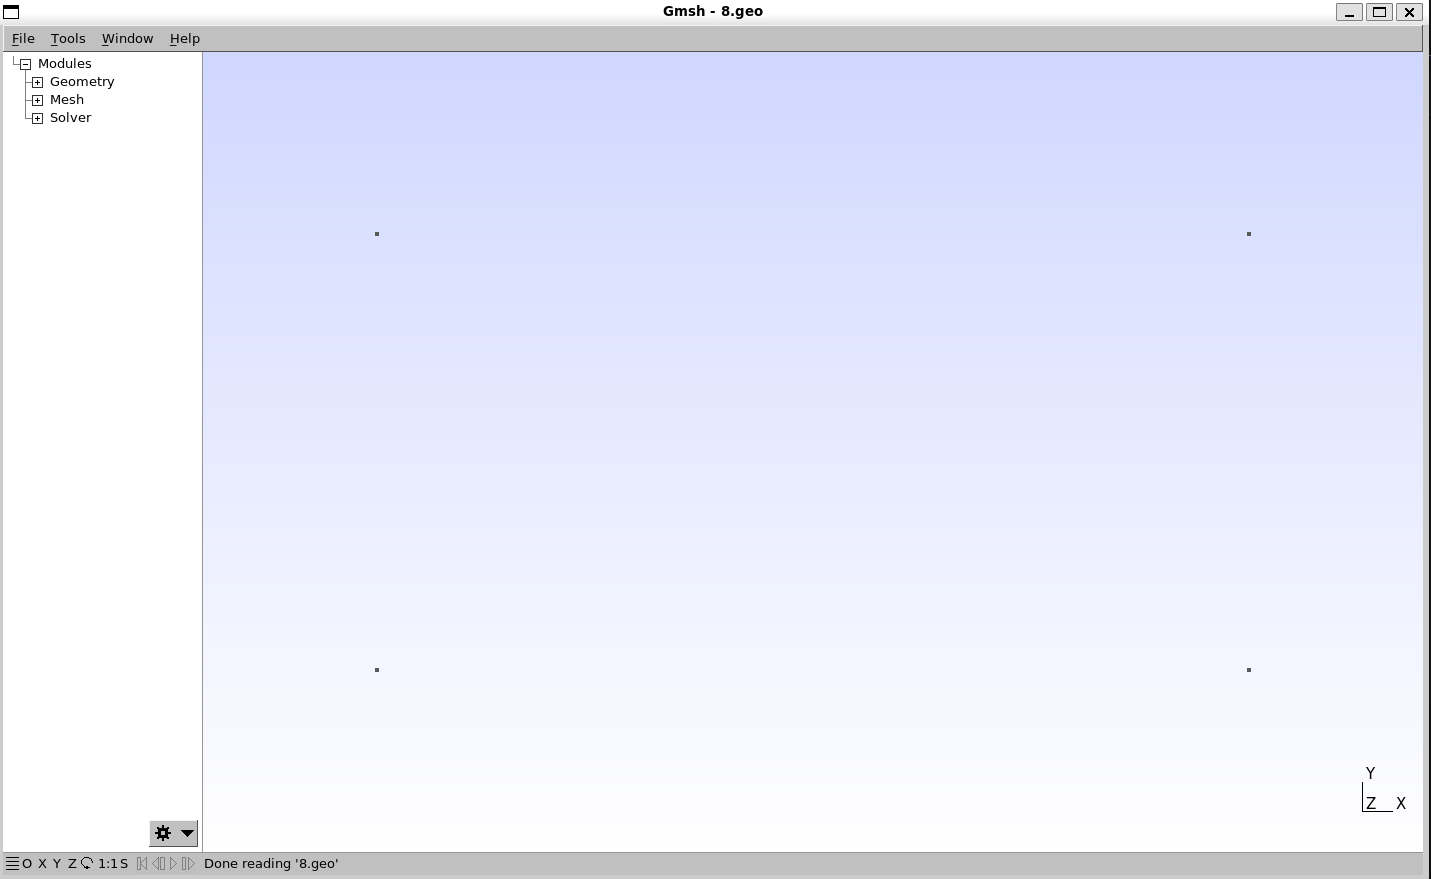 Gmsh - 8.geo
File Tools Window Help
Modules
Geometry
Mesh
Solver
Y
Z X
O X Y Z 1:1 S Done reading '8.geo'